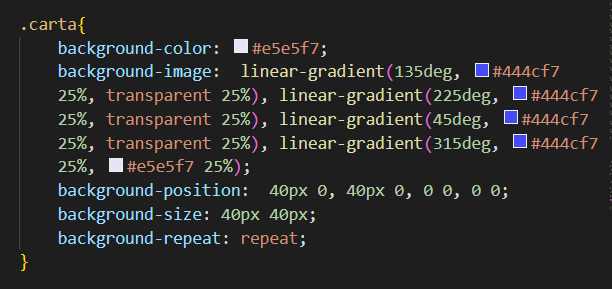 .carta{
background-color: #e5e5f7;
background-image:  linear-gradient(135deg, #444cf7
25%, transparent 25%), linear-gradient(225deg, #444cf7
25%, transparent 25%), linear-gradient(45deg, #444cf7
25%, transparent 25%), linear-gradient(315deg, #444cf7
25%, #e5e5f7 25%);
background-position:  40px 0, 40px 0, 0 0, 0 0;
background-size: 40px 40px;
background-repeat: repeat;
}